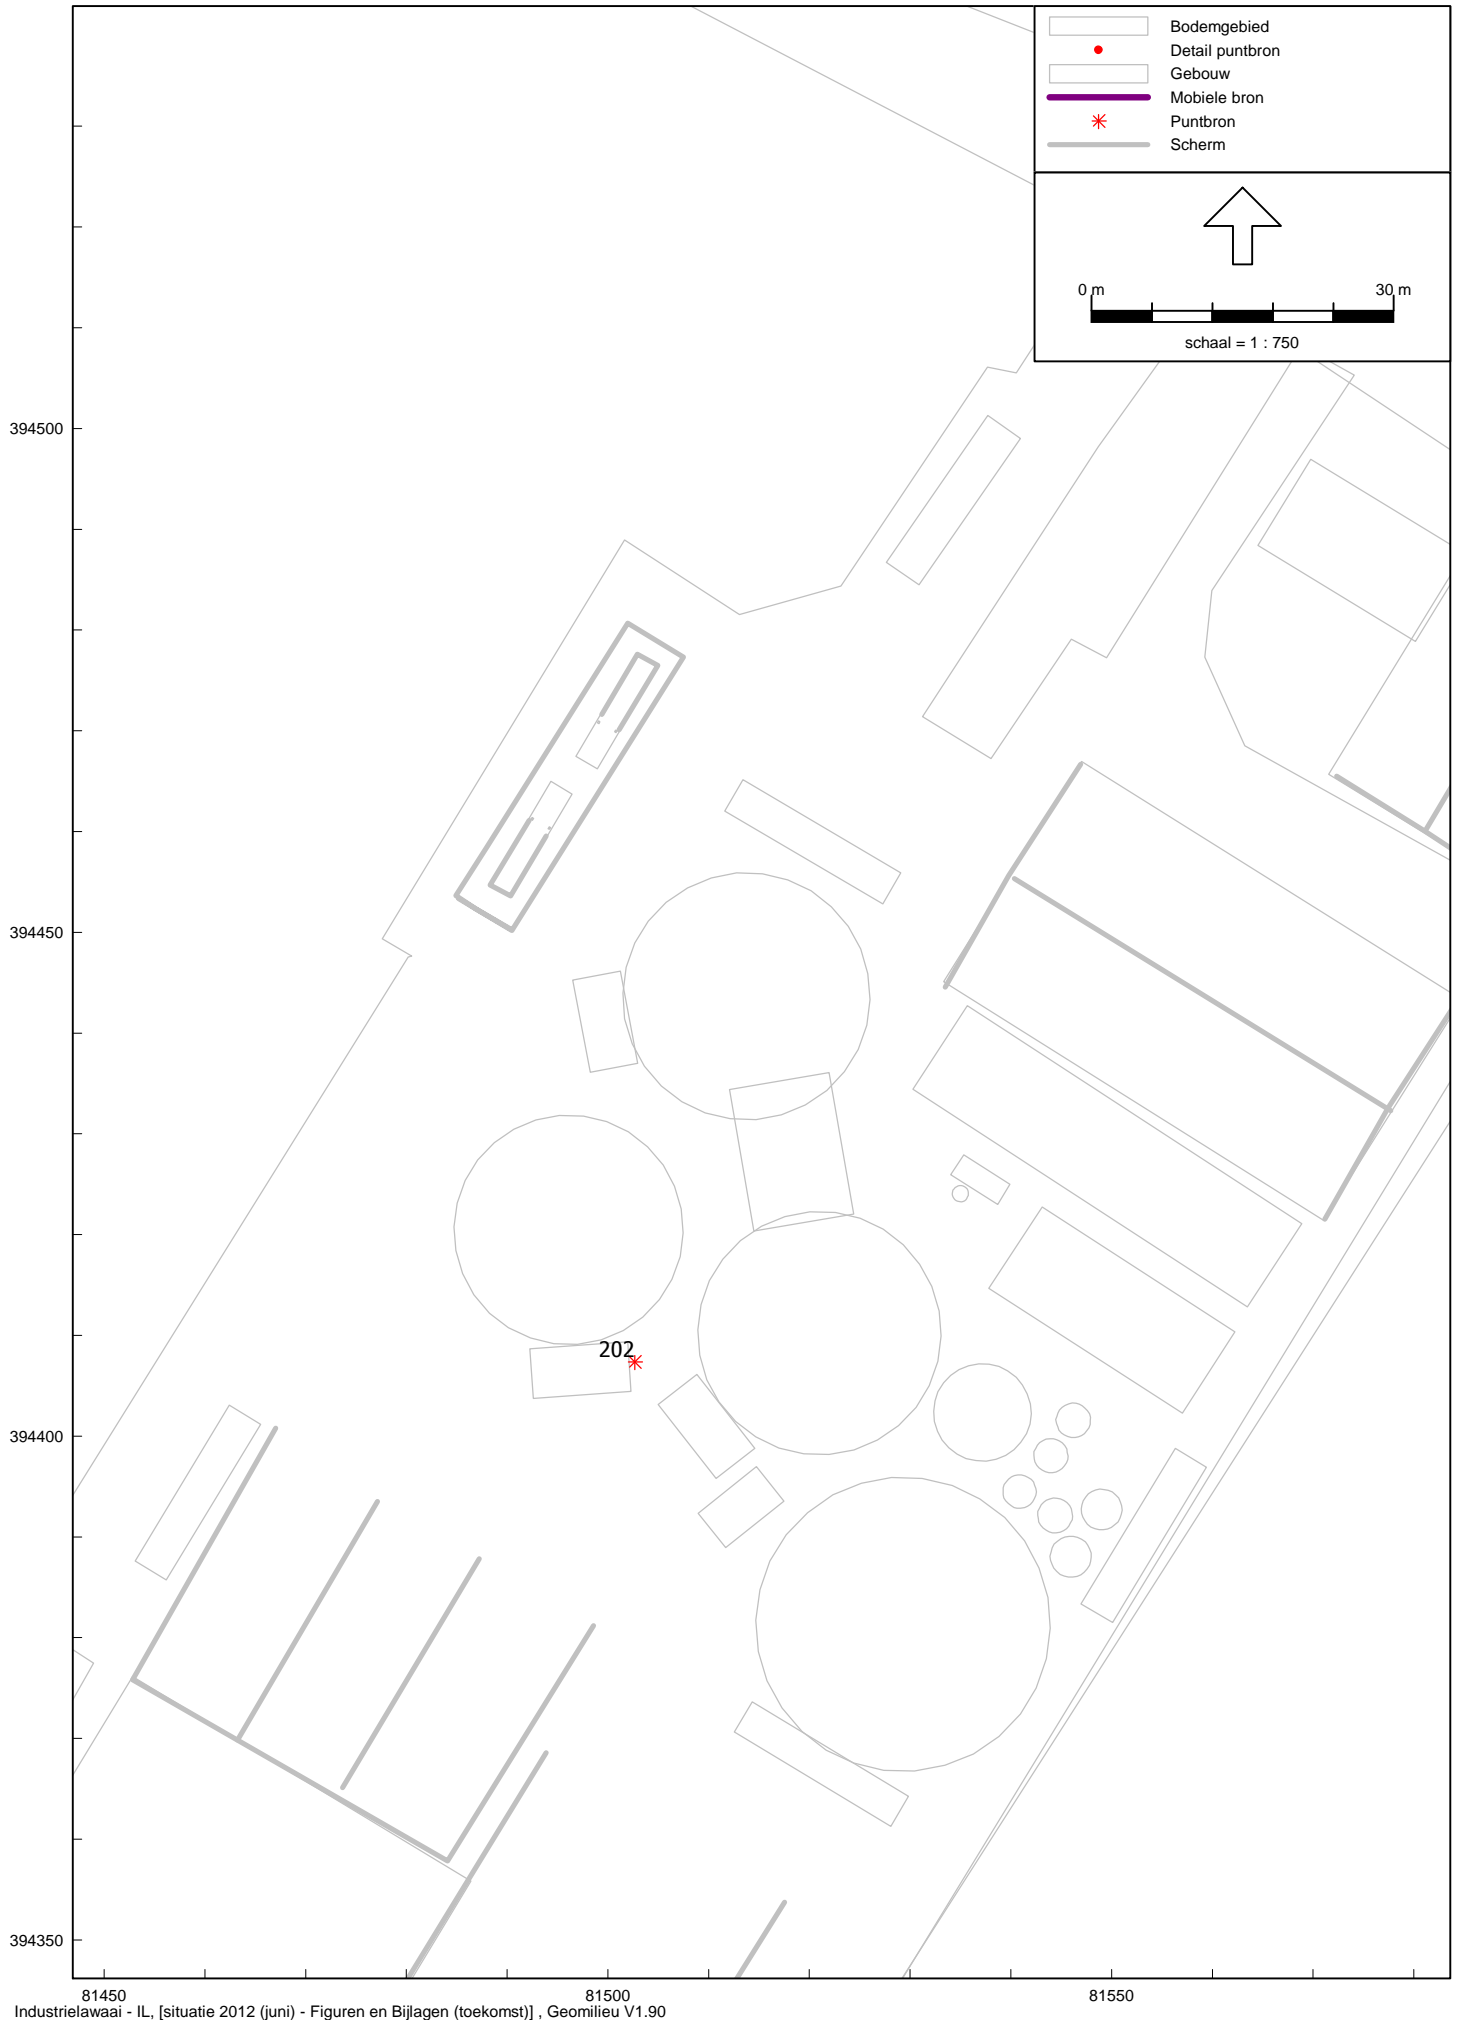 Bodemgebied
Detail puntbron
Gebouw
Mobiele bron
Puntbron
Scherm
0 m 30 m
schaal = 1 : 750
394500
394450
202
394400
394350
81450 81500 81550
Industrielawaai - IL, [situatie 2012 (juni) - Figuren en Bijlagen (toekomst)] , Geomilieu V1.90